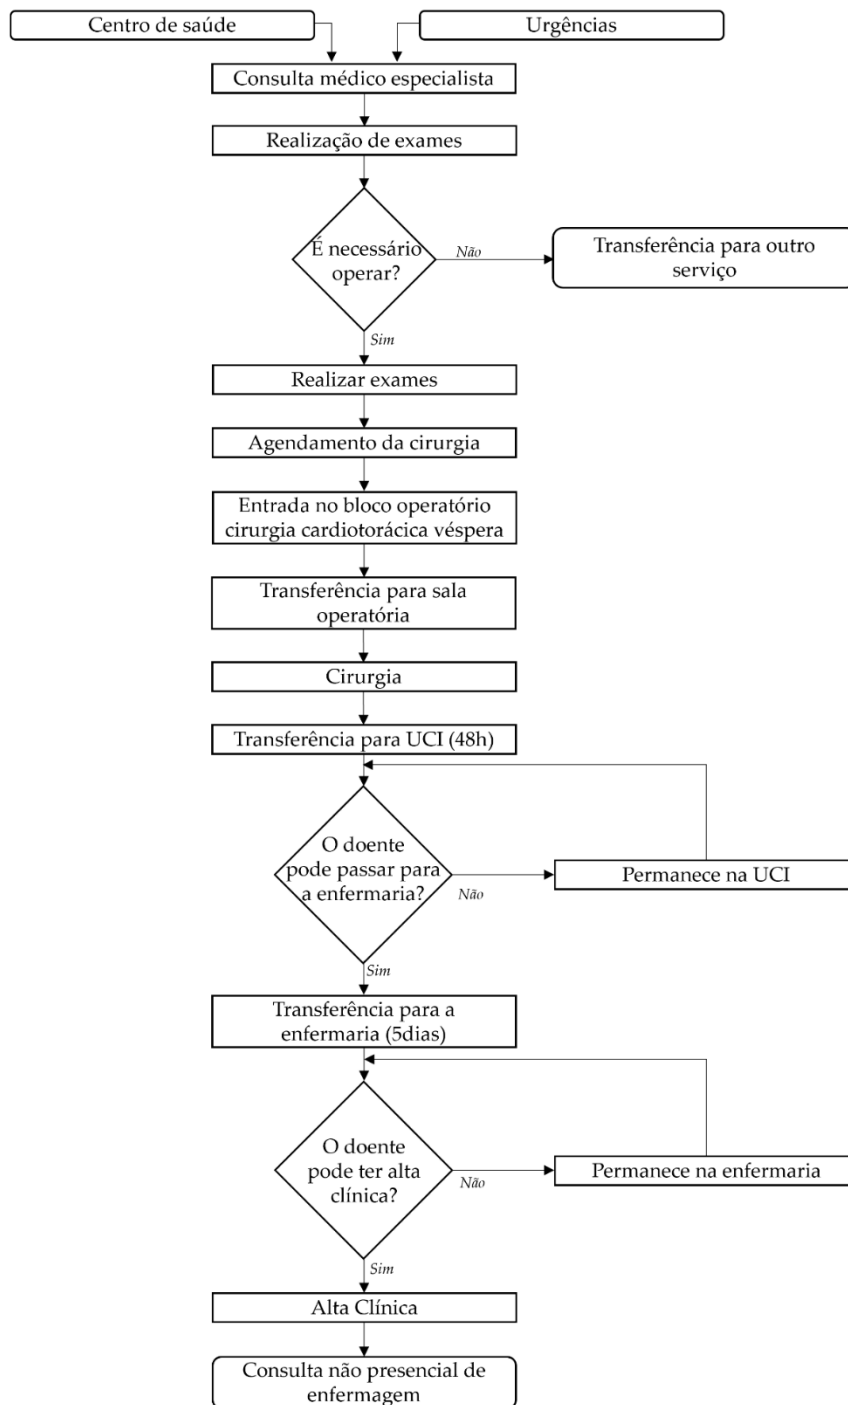 Centro de saúde
Urgências
Consulta médico especialista
Realização de exames
É necessário
operar?
Não
Transferência para outro
serviço
Sim
Realizar exames
Agendamento da cirurgia
Entrada no bloco operatório
cirurgia cardiotorácica véspera
Transferência para sala
operatória
Cirurgia
Transferência para UCI (48h)
O doente
pode passar para
a enfermaria?
Não
Permanece na UCI
Sim
Transferência para a
enfermaria (5dias)
O doente
pode ter alta
clínica?
Não
Permanece na enfermaria
Sim
Alta Clínica
Consulta não presencial de
enfermagem